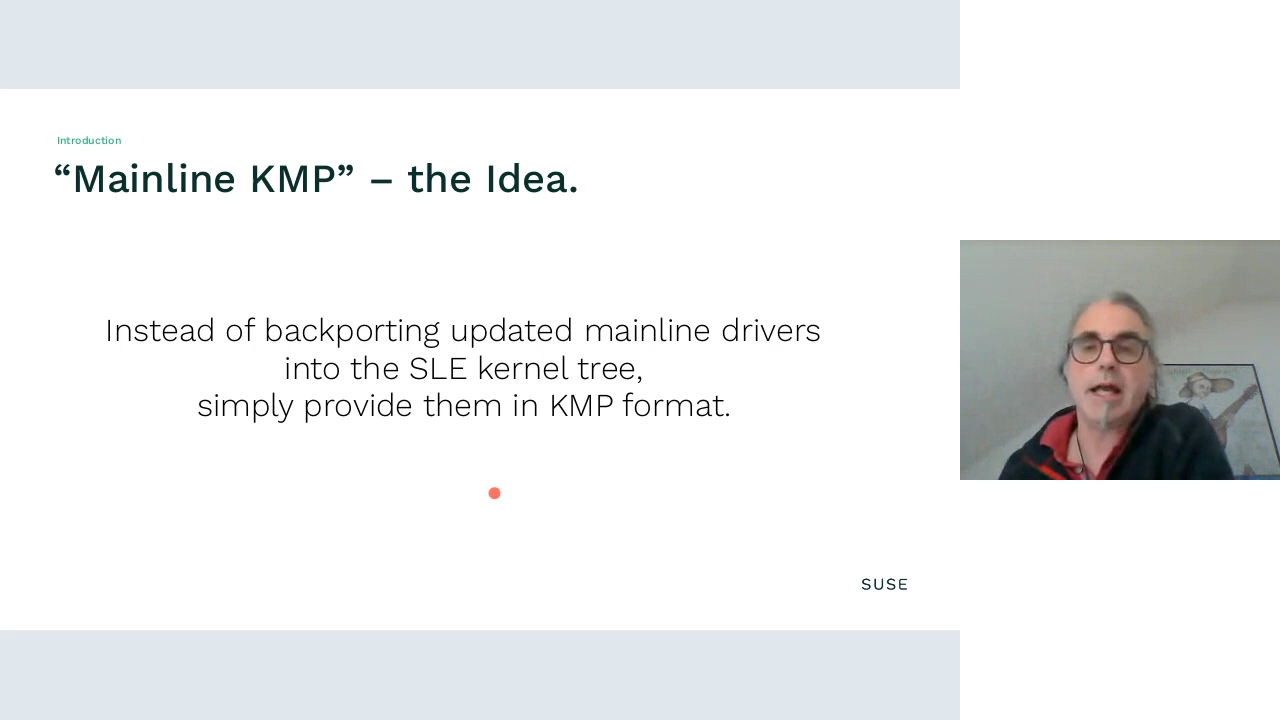 Introduction
“Mainline KMP” – the Idea.
Instead of backporting updated mainline drivers
into the SLE kernel tree,
simply provide them in KMP format.
SUSE